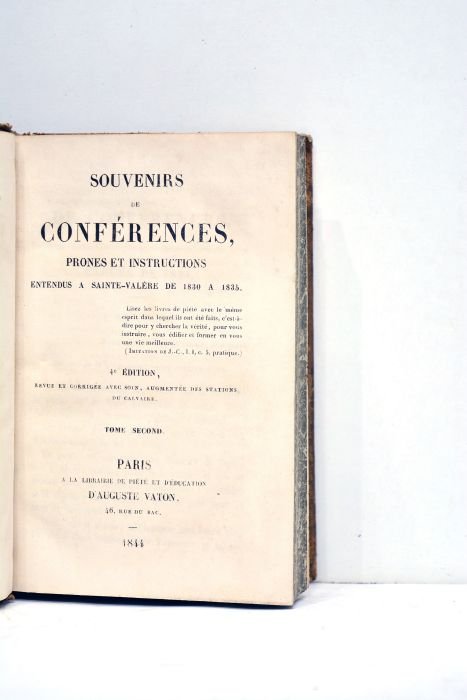 SOUVENIRS
DE
CONFÉRENCES,
PRONES ET INSTRUCTIONS
ENTENDUS A SAINTE-VALÈRE DE 1830 A 1835.
Lisez les livres de piété avec le même
esprit dans lequel ils ont été faits, c'est-à-
dire pour y chercher la vérité, pour vous
instruire, vous édifier et former en vous
une vie meilleure.
(IMITATION DE J.-C., l. 1, c. 5, pratique.)
4e ÉDITION,
REVUE ET CORRIGÉE AVEC SOIN, AUGMENTÉE DES STATIONS
DU CALVAIRE.
TOME SECOND.
PARIS
A LA LIBRAIRIE DE PIÉTÉ ET D'ÉDUCATION
D'AUGUSTE VATON,
46, RUE DU BAC.
1844